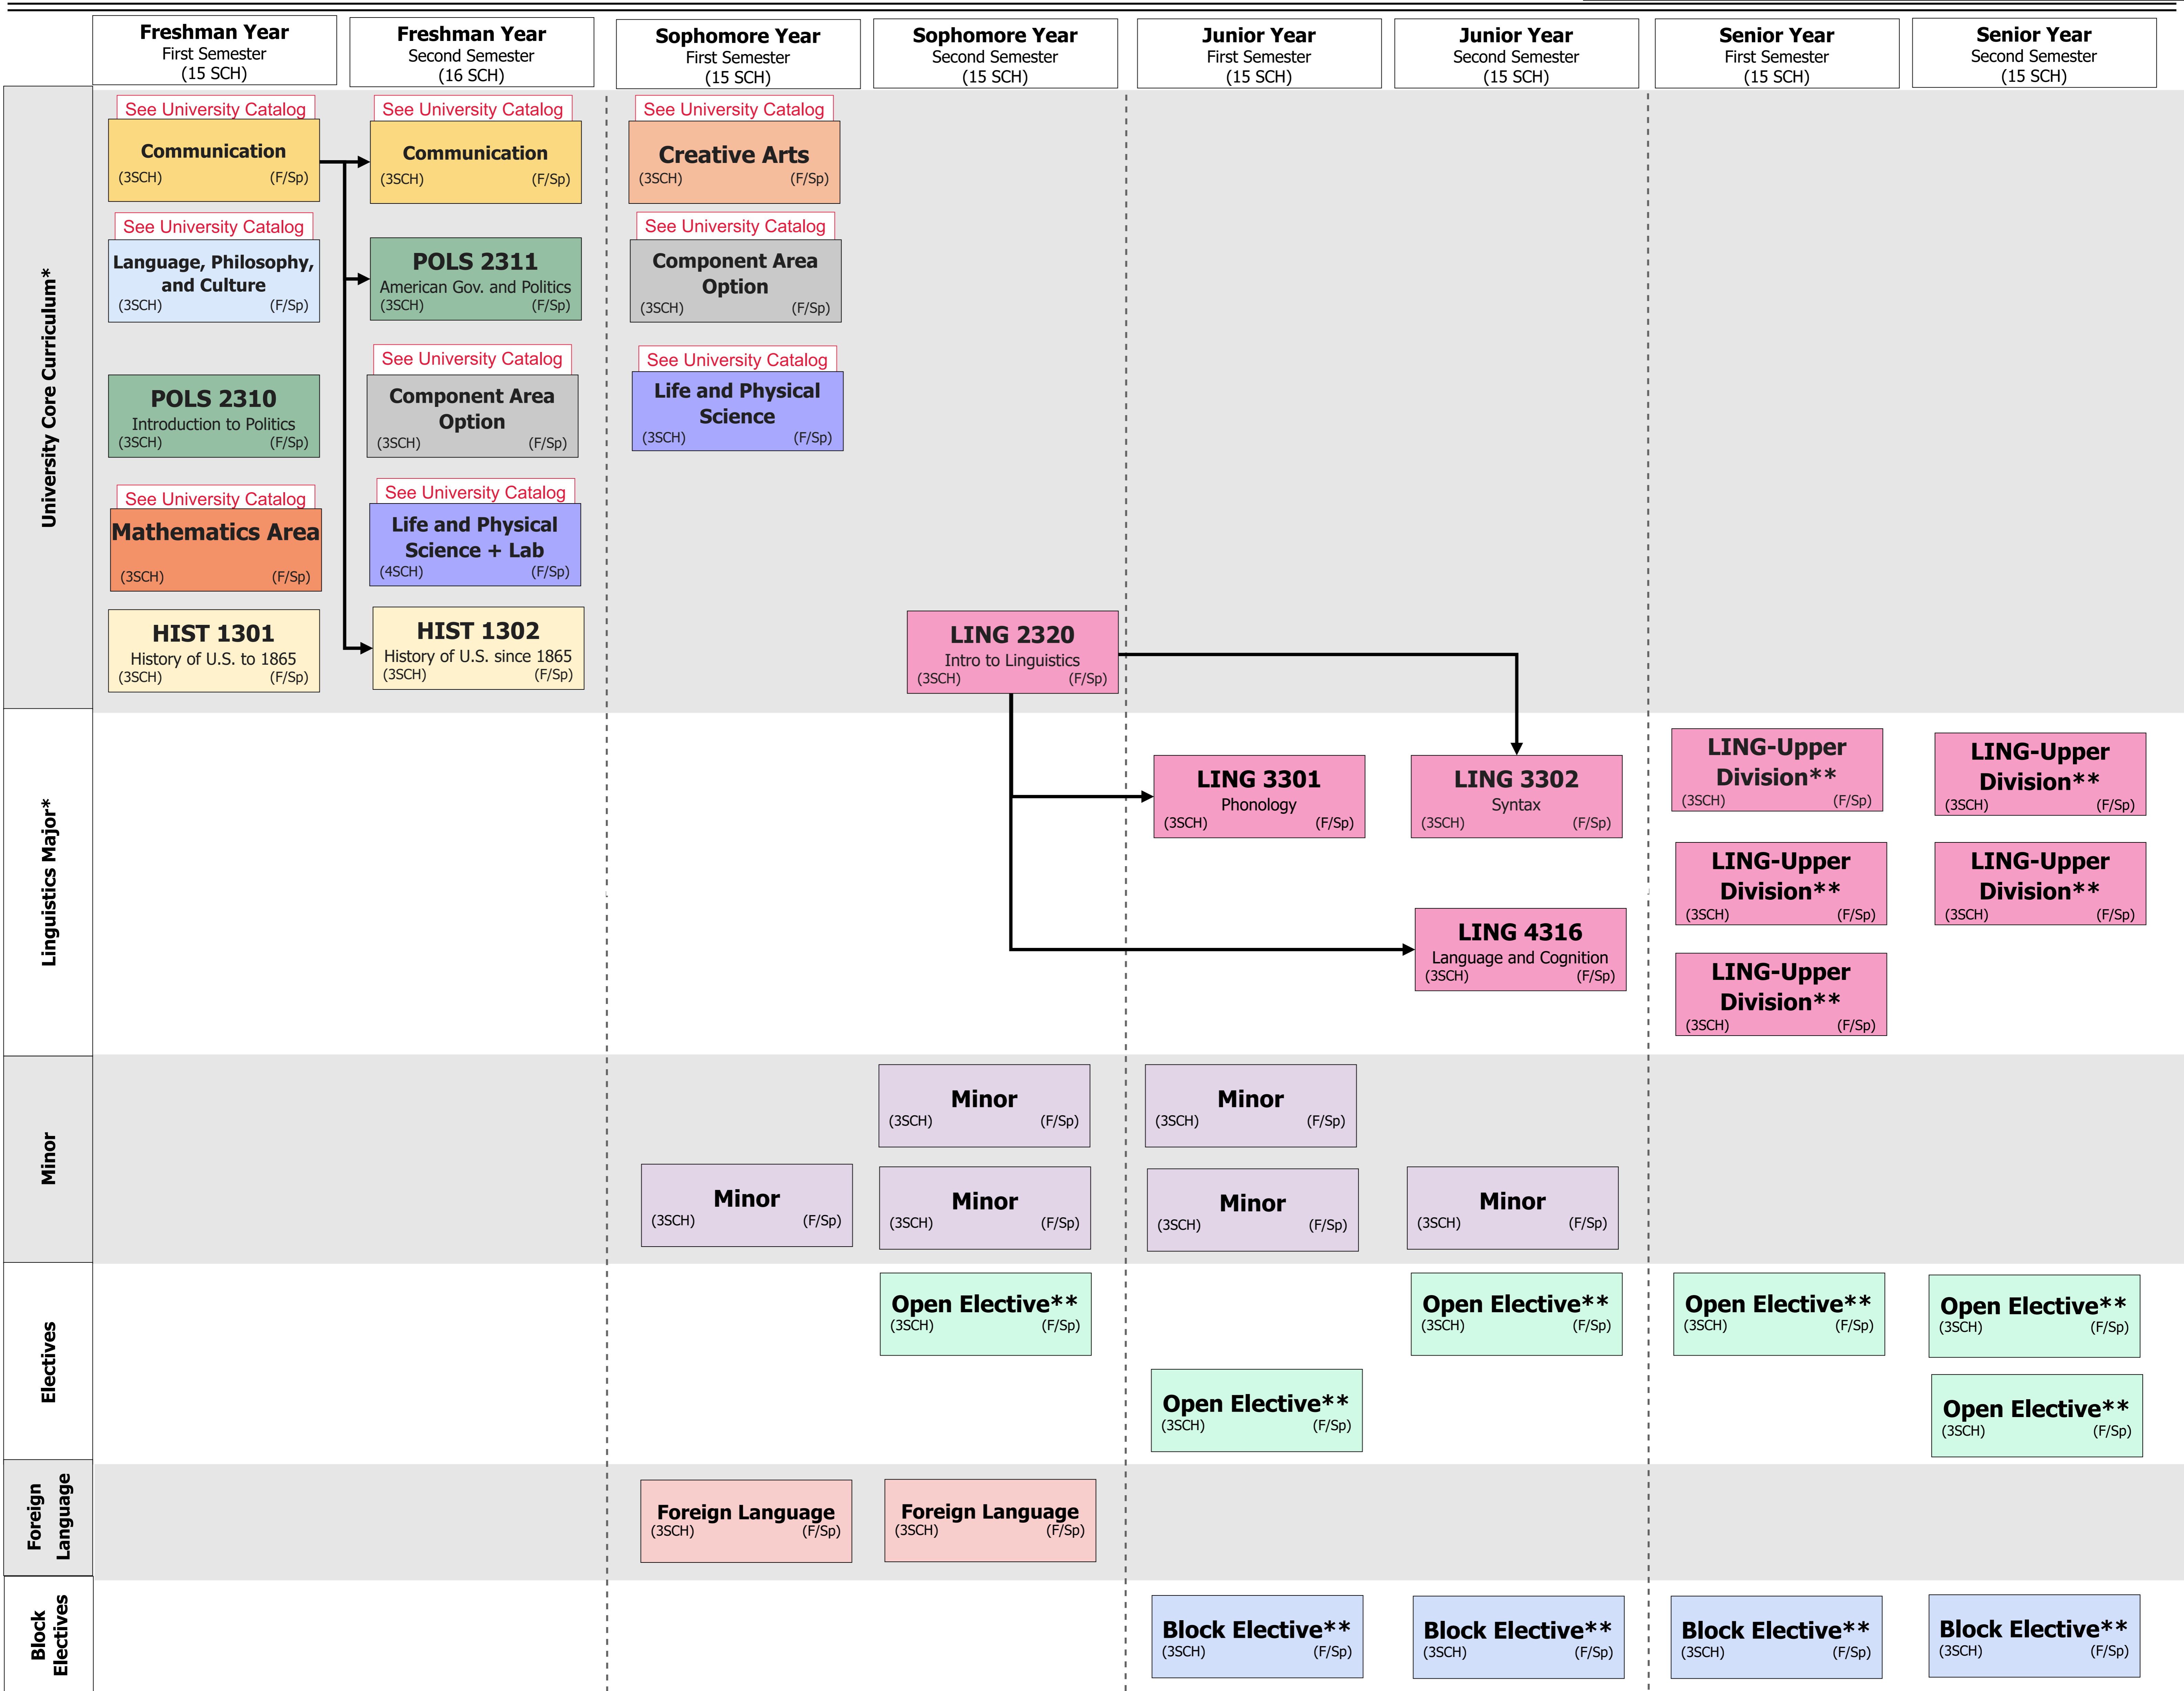 Freshman Year
First Semester
(15 SCH)
Freshman Year
Second Semester
(16 SCH)
Sophomore Year
First Semester
(15 SCH)
Sophomore Year
Second Semester
(15 SCH)
Junior Year
First Semester
(15 SCH)
Junior Year
Second Semester
(15 SCH)
Senior Year
First Semester
(15 SCH)
Senior Year
Second Semester
(15 SCH)
University Core Curriculum*
See University Catalog
Communication
(3SCH) (F/Sp)
See University Catalog
Language, Philosophy,
and Culture
(3SCH) (F/Sp)
POLS 2310
Introduction to Politics
(3SCH) (F/Sp)
See University Catalog
Mathematics Area
(3SCH) (F/Sp)
HIST 1301
History of U.S. to 1865
(3SCH) (F/Sp)
See University Catalog
Communication
(3SCH) (F/Sp)
POLS 2311
American Gov. and Politics
(3SCH) (F/Sp)
See University Catalog
Component Area
Option
(3SCH) (F/Sp)
See University Catalog
Life and Physical
Science + Lab
(4SCH) (F/Sp)
HIST 1302
History of U.S. since 1865
(3SCH) (F/Sp)
See University Catalog
Creative Arts
(3SCH) (F/Sp)
See University Catalog
Component Area
Option
(3SCH) (F/Sp)
See University Catalog
Life and Physical
Science
(3SCH) (F/Sp)
LING 2320
Intro to Linguistics
(3SCH) (F/Sp)
Linguistics Major*
LING 3301
Phonology
(3SCH) (F/Sp)
LING 3302
Syntax
(3SCH) (F/Sp)
LING 4316
Language and Cognition
(3SCH) (F/Sp)
LING-Upper
Division**
(3SCH) (F/Sp)
LING-Upper
Division**
(3SCH) (F/Sp)
LING-Upper
Division**
(3SCH) (F/Sp)
LING-Upper
Division**
(3SCH) (F/Sp)
LING-Upper
Division**
(3SCH) (F/Sp)
Minor
Minor
(3SCH) (F/Sp)
Minor
(3SCH) (F/Sp)
Minor
(3SCH) (F/Sp)
Minor
(3SCH) (F/Sp)
Minor
(3SCH) (F/Sp)
Minor
(3SCH) (F/Sp)
Electives
Open Elective**
(3SCH) (F/Sp)
Open Elective**
(3SCH) (F/Sp)
Open Elective**
(3SCH) (F/Sp)
Open Elective**
(3SCH) (F/Sp)
Open Elective**
(3SCH) (F/Sp)
Open Elective**
(3SCH) (F/Sp)
Foreign
Language
Foreign Language
(3SCH) (F/Sp)
Foreign Language
(3SCH) (F/Sp)
Block
Electives
Block Elective**
(3SCH) (F/Sp)
Block Elective**
(3SCH) (F/Sp)
Block Elective**
(3SCH) (F/Sp)
Block Elective**
(3SCH) (F/Sp)